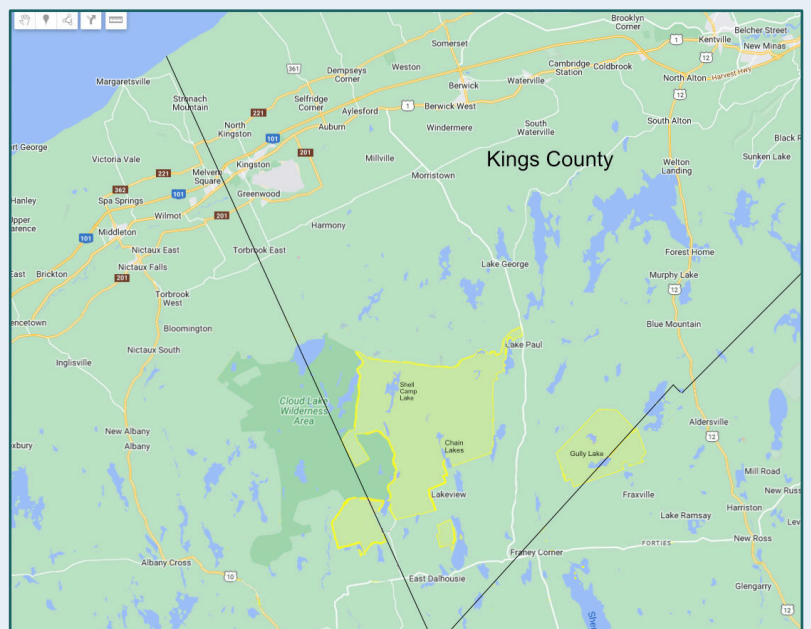 Brooklyn
Corner
Belcher Street
1
Kentville
New Minas
Somerset
12
361
Dempseys
Corner
Weston
Cambridge
Station
Coldbrook
Margaretsville
Berwick
Waterville
North Alton
Harvest Hwy
12
Stronach
Mountain
Selfridge
Corner
Aylesford
1
Berwick West
221
North
Kingston
Auburn
Windermere
South
Waterville
South Alton
101
Black R
rt George
201
Victoria Vale
Kingston
Millville
Kings County
Welton
Landing
Sunken Lake
221
Melvern
Square
Morristown
362
101
Greenwood
Hanley
Spa Springs
Wilmot
201
pper
arence
Middleton
Harmony
101
Nictaux East
Torbrook East
Forest Home
Nictaux Falls
Lake George
East
Brickton
201
Murphy Lake
12
Torbrook
West
encetown
Bloomington
Blue Mountain
Nictaux South
Lake Paul
Inglisville
Shell
Camp
Lake
Cloud Lake
Wilderness
Area
Aldersville
New Albany
12
xbury
Albany
Chain
Lakes
Gully Lake
Mill Road
Lakeview
Fraxville
New Russ
Harriston
Lake Ramsay
Lev
New Ross
FORTIES
Franey Corner
Albany Cross
10
East Dalhousie
Glengarry
12